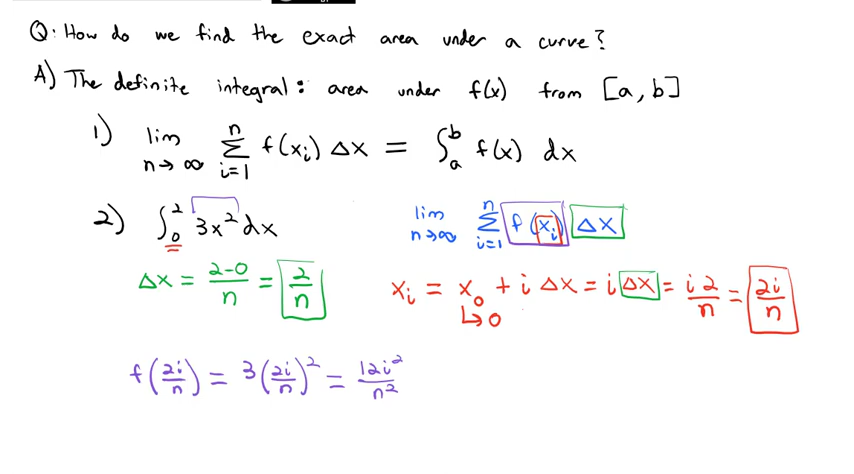 Q: How do we find the exact area under a curve?
A) The definite integral: area under f(x) from [a, b]
1) lim n→∞ Σ i=1 n f(xᵢ) Δx = ∫ₐᵇ f(x) dx
2) ∫₀² 3x² dx lim n→∞ Σ i=1 n f(xᵢ) Δx
Δx = 2-0/n = 2/n xᵢ = x₀ + i Δx = i Δx = i 2/n = 2i/n
↳ 0
f(2i/n) = 3(2i/n)² = 12i²/n²